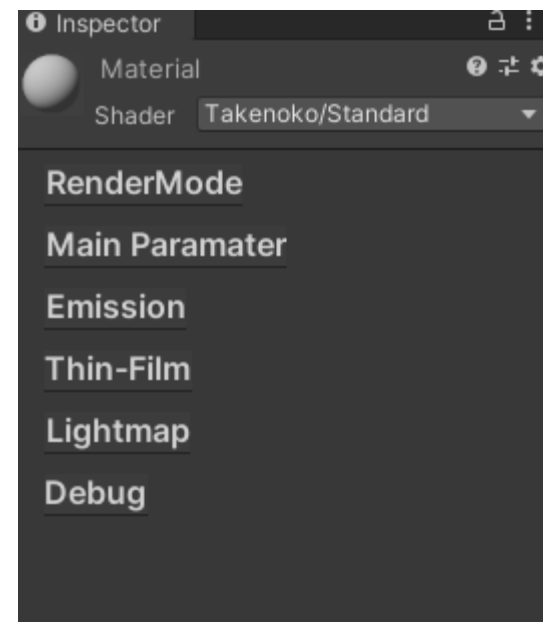 Inspector
Material
Shader Takenoko/Standard
RenderMode
Main Paramater
Emission
Thin-Film
Lightmap
Debug